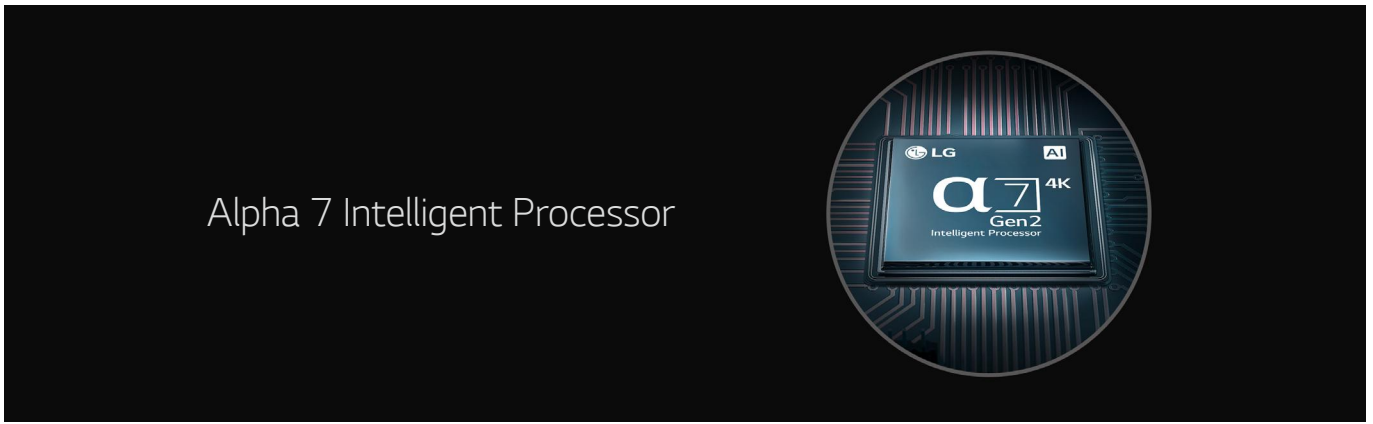 Alpha 7 Intelligent Processor
LG AI
α7 4K
Gen2
Intelligent Processor